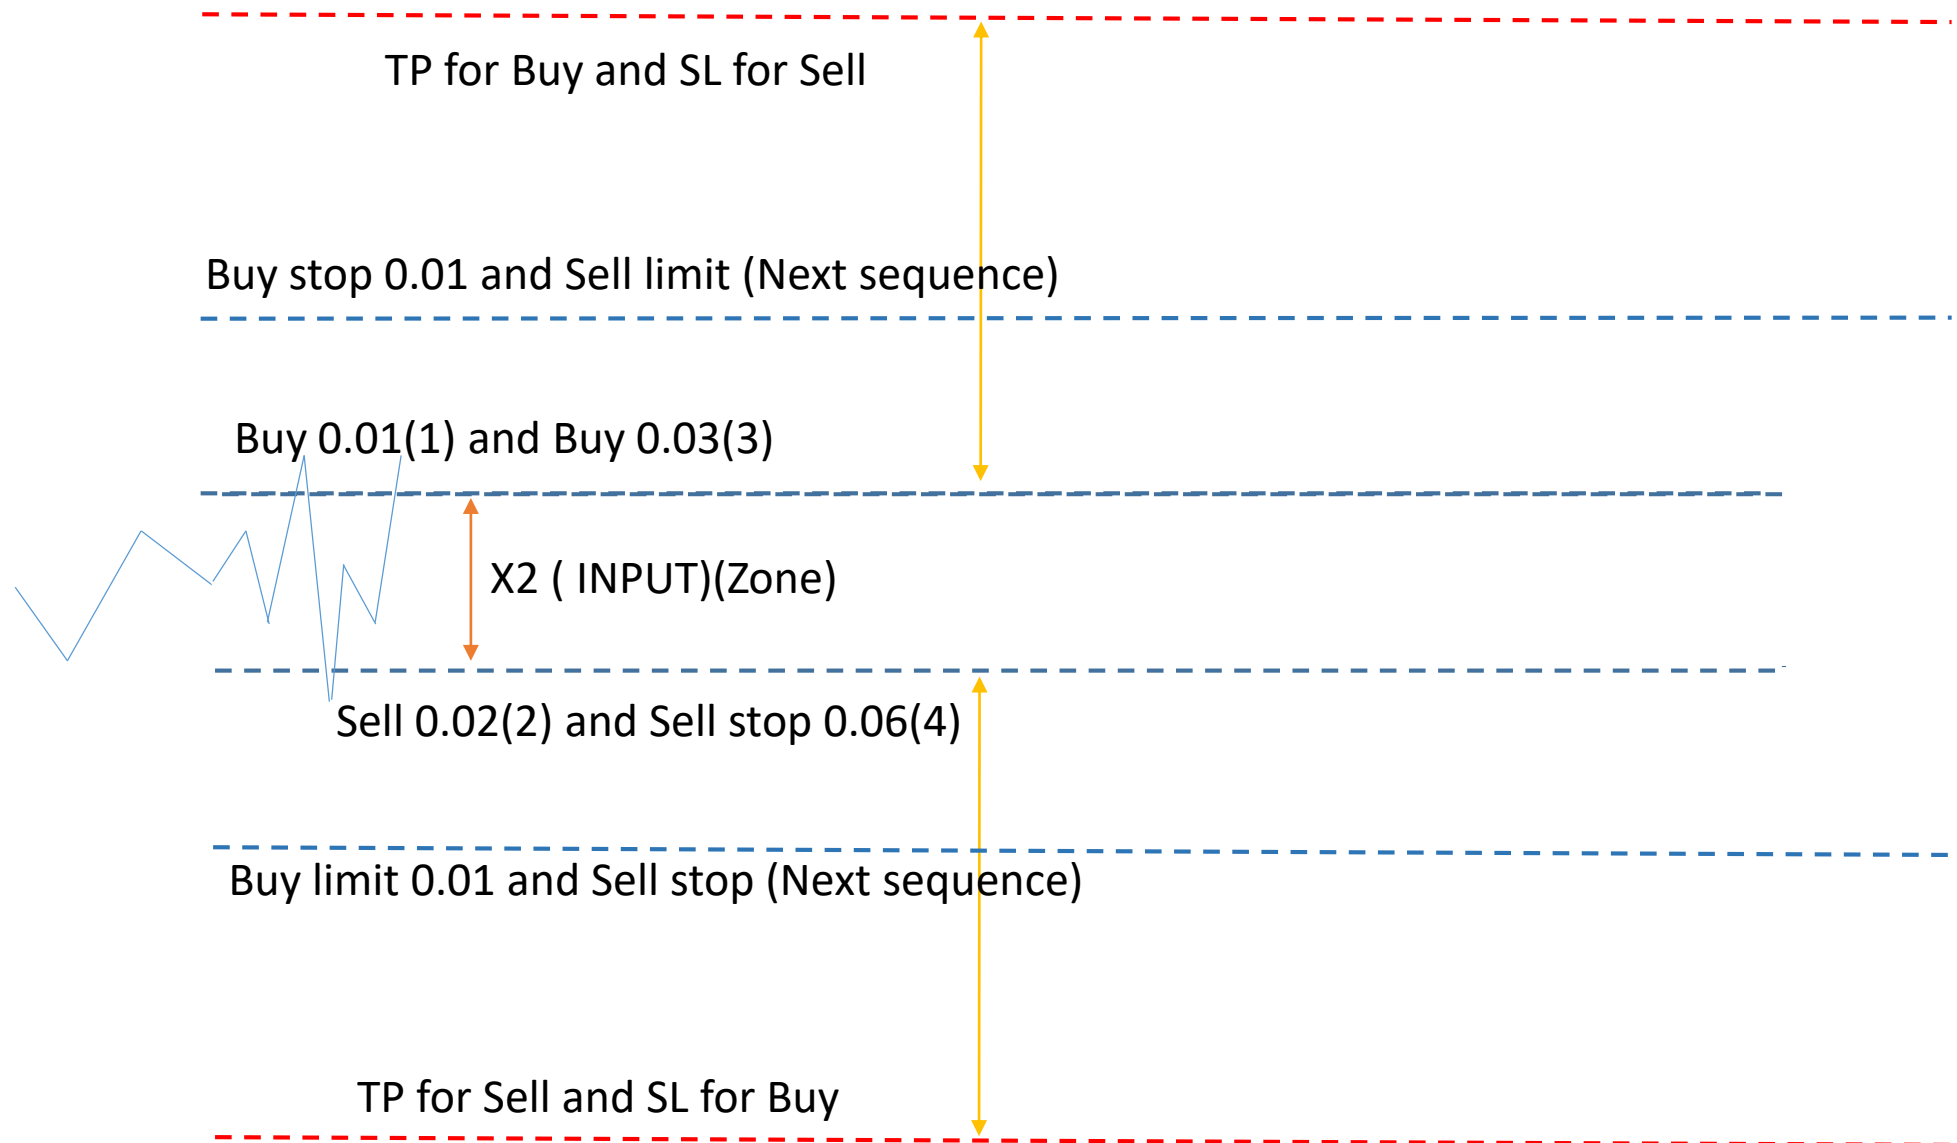 TP for Buy and SL for Sell
Buy stop 0.01 and Sell limit (Next sequence)
Buy 0.01(1) and Buy 0.03(3)
X2 ( INPUT)(Zone)
Sell 0.02(2) and Sell stop 0.06(4)
Buy limit 0.01 and Sell stop (Next sequence)
TP for Sell and SL for Buy